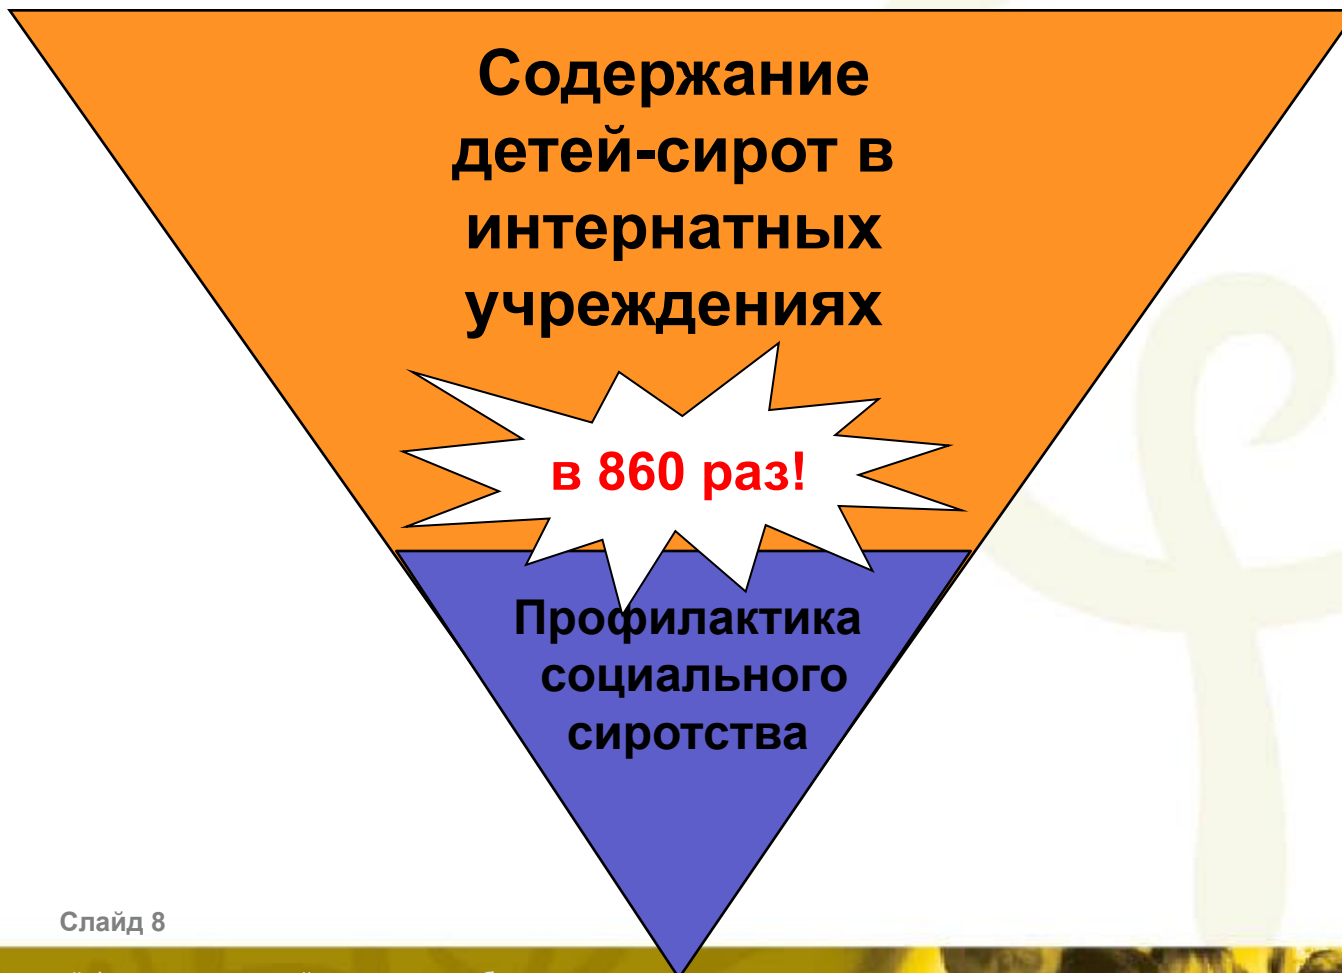 Содержание
детей-сирот в
интернатных
учреждениях
в 860 раз!
Профилактика
социального
сиротства
Слайд 8